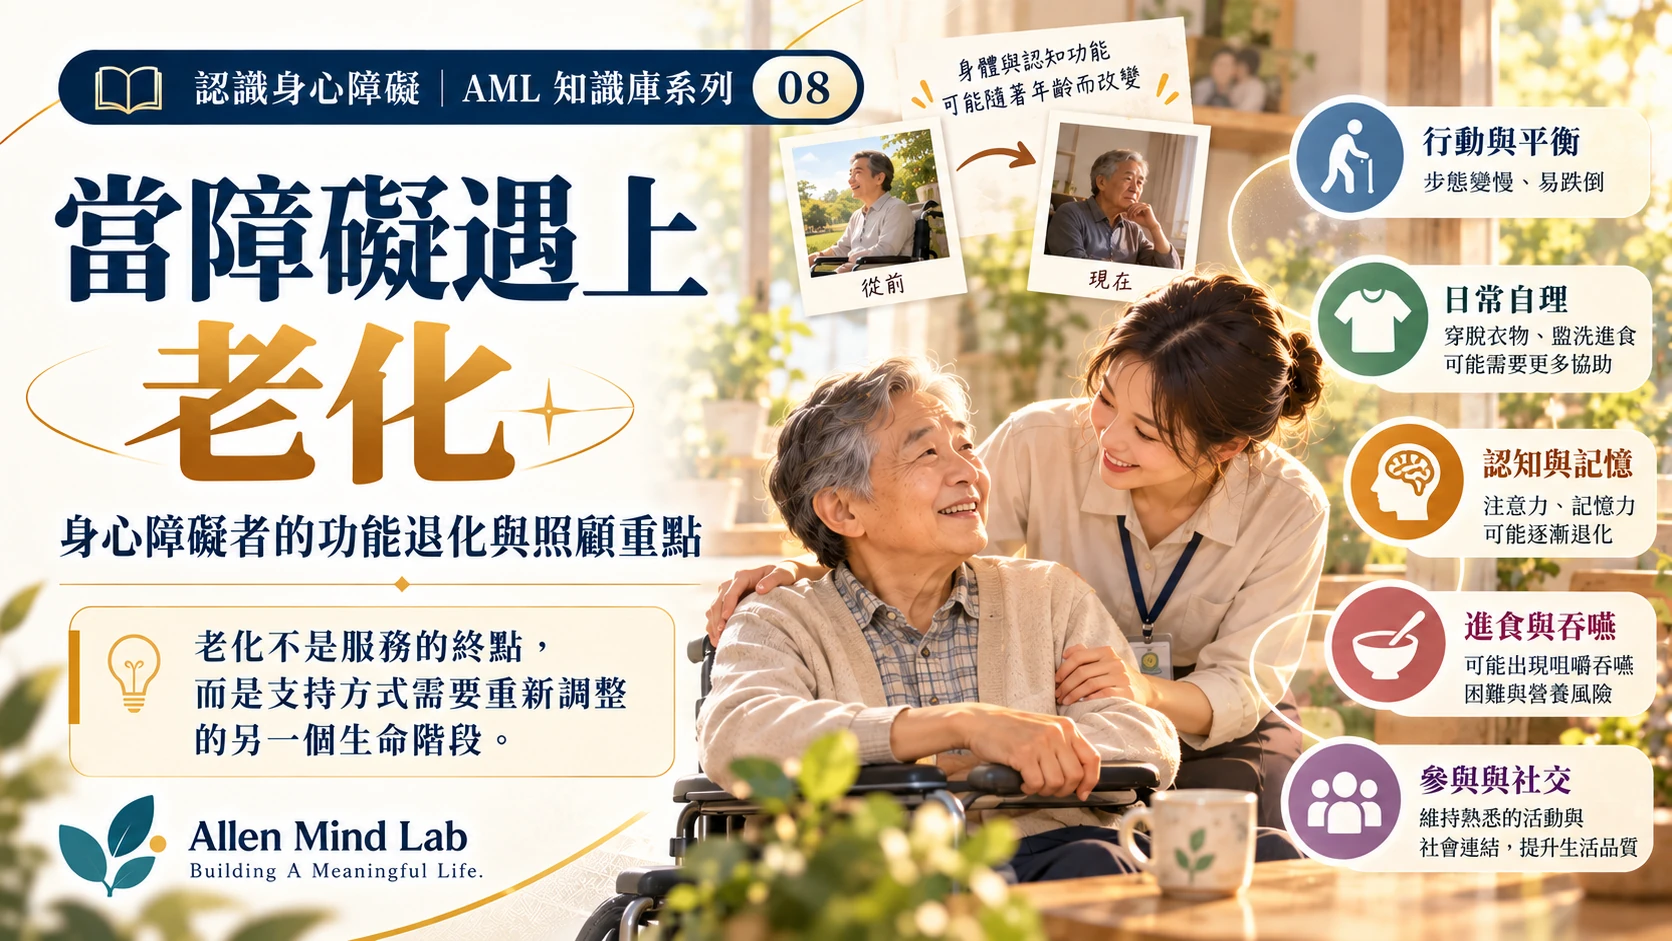 認識身心障礙｜AML 知識庫系列 08
當障礙遇上
老化
身心障礙者的功能退化與照顧重點
老化不是服務的終點，
而是支持方式需要重新調整
的另一個生命階段。
Allen Mind Lab
Building A Meaningful Life.
身體與認知功能
可能隨著年齡而改變
從前
現在
行動與平衡
步態變慢、易跌倒
日常自理
穿脫衣物、盥洗進食
可能需要更多協助
認知與記憶
注意力、記憶力
可能逐漸退化
進食與吞嚥
可能出現咀嚼吞嚥
困難與營養風險
參與與社交
維持熟悉的活動與
社會連結，提升生活品質